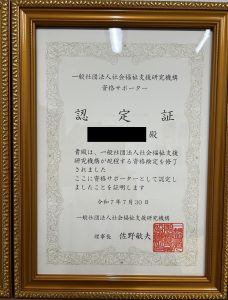 一般社団法人社会福祉支援研究機構
資格サポーター
認定証
殿
貴殿は、一般社団法人社会福祉支援
研究機構が配程する資格検定を修了
されました
ここに資格サポーターとして認定し
ましたことを証明します
令和7年7月30日
一般社団法人社会福祉支援研究機構
理事長 佐野敏夫